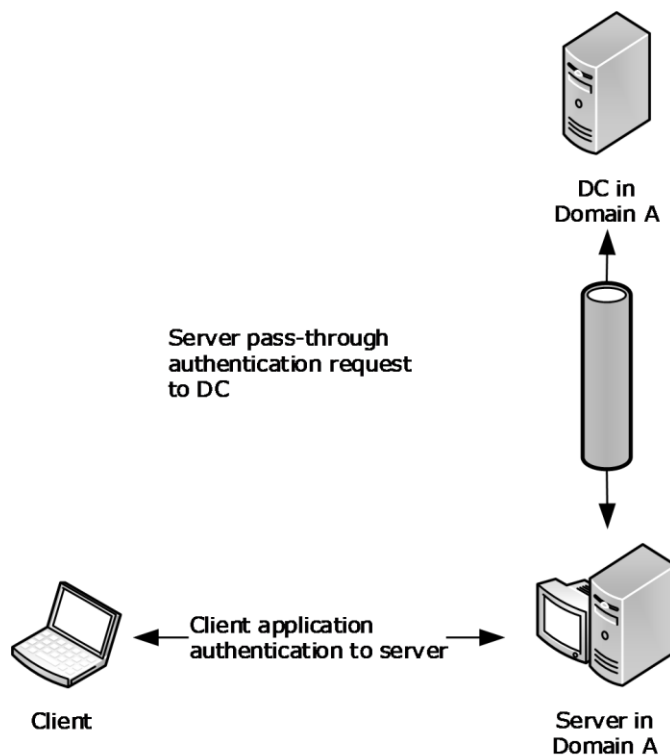 DC in
Domain A
Server pass-through
authentication request
to DC
Client application
authentication to server
Client
Server in
Domain A